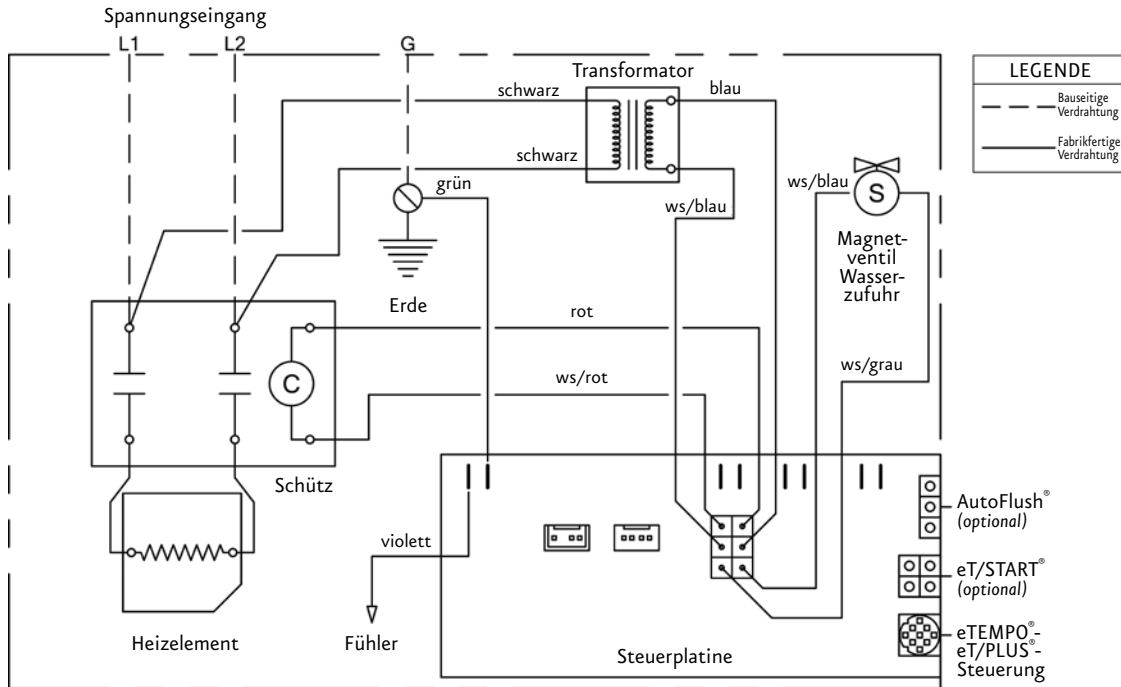 Spannungseingang
L1
L2
G
Transformator
schwarz
blau
schwarz
grün
ws/blau
ws/blau
S
Magnet-
ventil
Wasser-
zufuhr
LEGENDE
Bauseitige
Verdrahtung
Fabrikfertige
Verdrahtung
Erde
rot
C
ws/rot
ws/grau
Schütz
violett
AutoFlush®
(optional)
eT/START®
(optional)
eTEMPO®-
eT/PLUS®-
Steuerung
Heizelement
Fühler
Steuerplatine